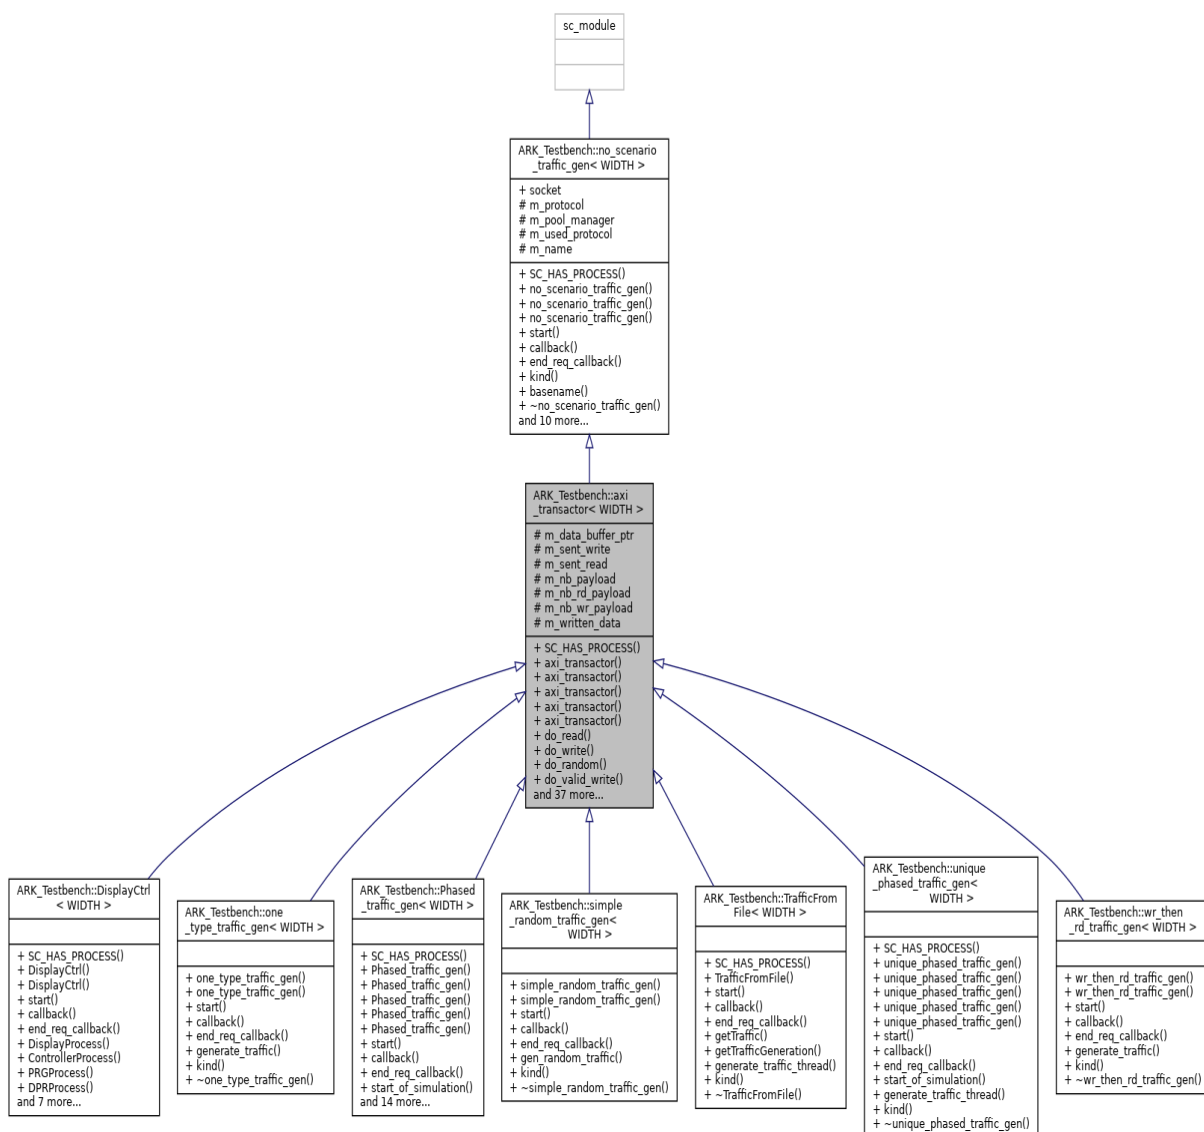 sc_module
ARK_Testbench::no_scenario
_traffic_gen< WIDTH >
+ socket
# m_protocol
# m_pool_manager
# m_used_protocol
# m_name
+ SC_HAS_PROCESS()
+ no_scenario_traffic_gen()
+ no_scenario_traffic_gen()
+ no_scenario_traffic_gen()
+ start()
+ callback()
+ end_req_callback()
+ kind()
+ basename()
+ ~no_scenario_traffic_gen()
and 10 more...
ARK_Testbench::axi
_transactor< WIDTH >
# m_data_buffer_ptr
# m_sent_write
# m_sent_read
# m_nb_payload
# m_nb_rd_payload
# m_nb_wr_payload
# m_written_data
+ SC_HAS_PROCESS()
+ axi_transactor()
+ axi_transactor()
+ axi_transactor()
+ axi_transactor()
+ axi_transactor()
+ do_read()
+ do_write()
+ do_random()
+ do_valid_write()
and 37 more...
ARK_Testbench::DisplayCtrl
< WIDTH >
+ SC_HAS_PROCESS()
+ DisplayCtrl()
+ DisplayCtrl()
+ start()
+ callback()
+ end_req_callback()
+ DisplayProcess()
+ ControllerProcess()
+ PRGProcess()
+ DPRProcess()
and 7 more...
ARK_Testbench::one
_type_traffic_gen< WIDTH >
+ one_type_traffic_gen()
+ one_type_traffic_gen()
+ start()
+ callback()
+ end_req_callback()
+ generate_traffic()
+ kind()
+ ~one_type_traffic_gen()
ARK_Testbench::Phased
_traffic_gen< WIDTH >
+ SC_HAS_PROCESS()
+ Phased_traffic_gen()
+ Phased_traffic_gen()
+ Phased_traffic_gen()
+ Phased_traffic_gen()
+ Phased_traffic_gen()
+ start()
+ callback()
+ end_req_callback()
+ start_of_simulation()
and 14 more...
ARK_Testbench::simple
_random_traffic_gen<
WIDTH >
+ simple_random_traffic_gen()
+ simple_random_traffic_gen()
+ start()
+ callback()
+ end_req_callback()
+ gen_random_traffic()
+ kind()
+ ~simple_random_traffic_gen()
ARK_Testbench::TrafficFrom
File< WIDTH >
+ SC_HAS_PROCESS()
+ TrafficFromFile()
+ start()
+ callback()
+ end_req_callback()
+ getTraffic()
+ getTrafficGeneration()
+ generate_traffic_thread()
+ kind()
+ ~TrafficFromFile()
ARK_Testbench::unique
_phased_traffic_gen<
WIDTH >
+ SC_HAS_PROCESS()
+ unique_phased_traffic_gen()
+ unique_phased_traffic_gen()
+ unique_phased_traffic_gen()
+ unique_phased_traffic_gen()
+ unique_phased_traffic_gen()
+ start()
+ callback()
+ end_req_callback()
+ start_of_simulation()
+ generate_traffic_thread()
+ kind()
+ ~unique_phased_traffic_gen()
ARK_Testbench::wr_then
_rd_traffic_gen< WIDTH >
+ wr_then_rd_traffic_gen()
+ wr_then_rd_traffic_gen()
+ start()
+ callback()
+ end_req_callback()
+ generate_traffic()
+ kind()
+ ~wr_then_rd_traffic_gen()